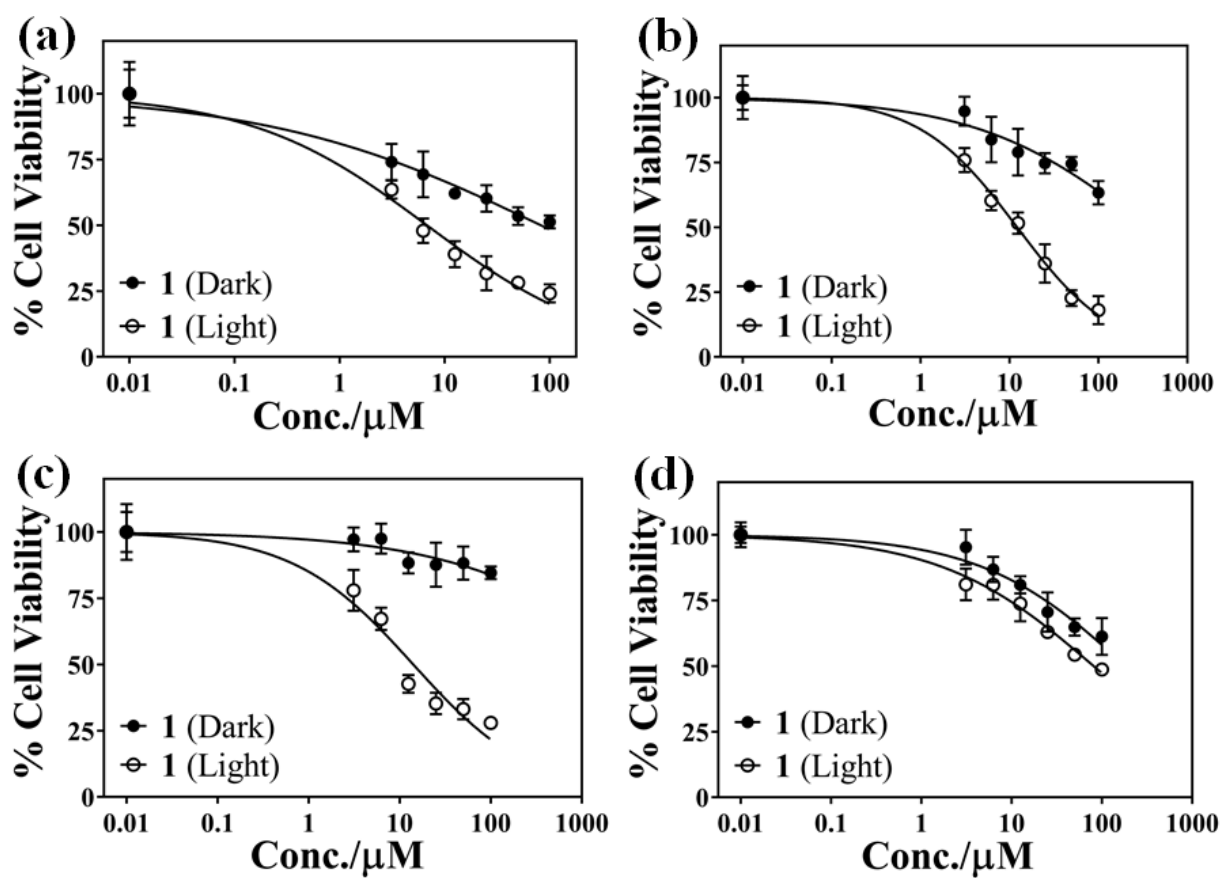 (a)
% Cell Viability
100
75
50
25
0
1 (Dark)
1 (Light)
0.01 0.1 1 10 100
Conc./μM
(b)
% Cell Viability
100
75
50
25
0
1 (Dark)
1 (Light)
0.01 0.1 1 10 100 1000
Conc./μM
(c)
% Cell Viability
100
75
50
25
0
1 (Dark)
1 (Light)
0.01 0.1 1 10 100 1000
Conc./μM
(d)
% Cell Viability
100
75
50
25
0
1 (Dark)
1 (Light)
0.01 0.1 1 10 100 1000
Conc./μM